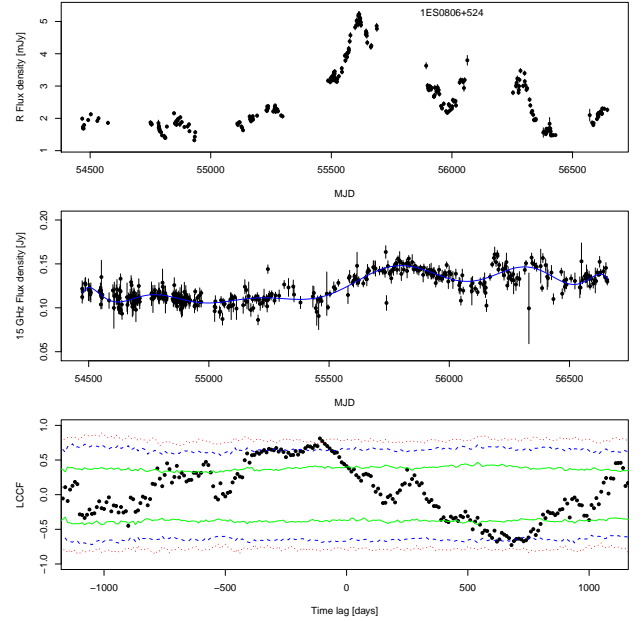 1ES0806+524
R Flux density [mJy]
5
4
3
2
1
54500 55000 55500 56000 56500
MJD
15 GHz Flux density [Jy]
0.20
0.15
0.10
0.05
54500 55000 55500 56000 56500
MJD
LCCF
1.0
0.5
0.0
−0.5
−1.0
−1000 −500 0 500 1000
Time lag [days]